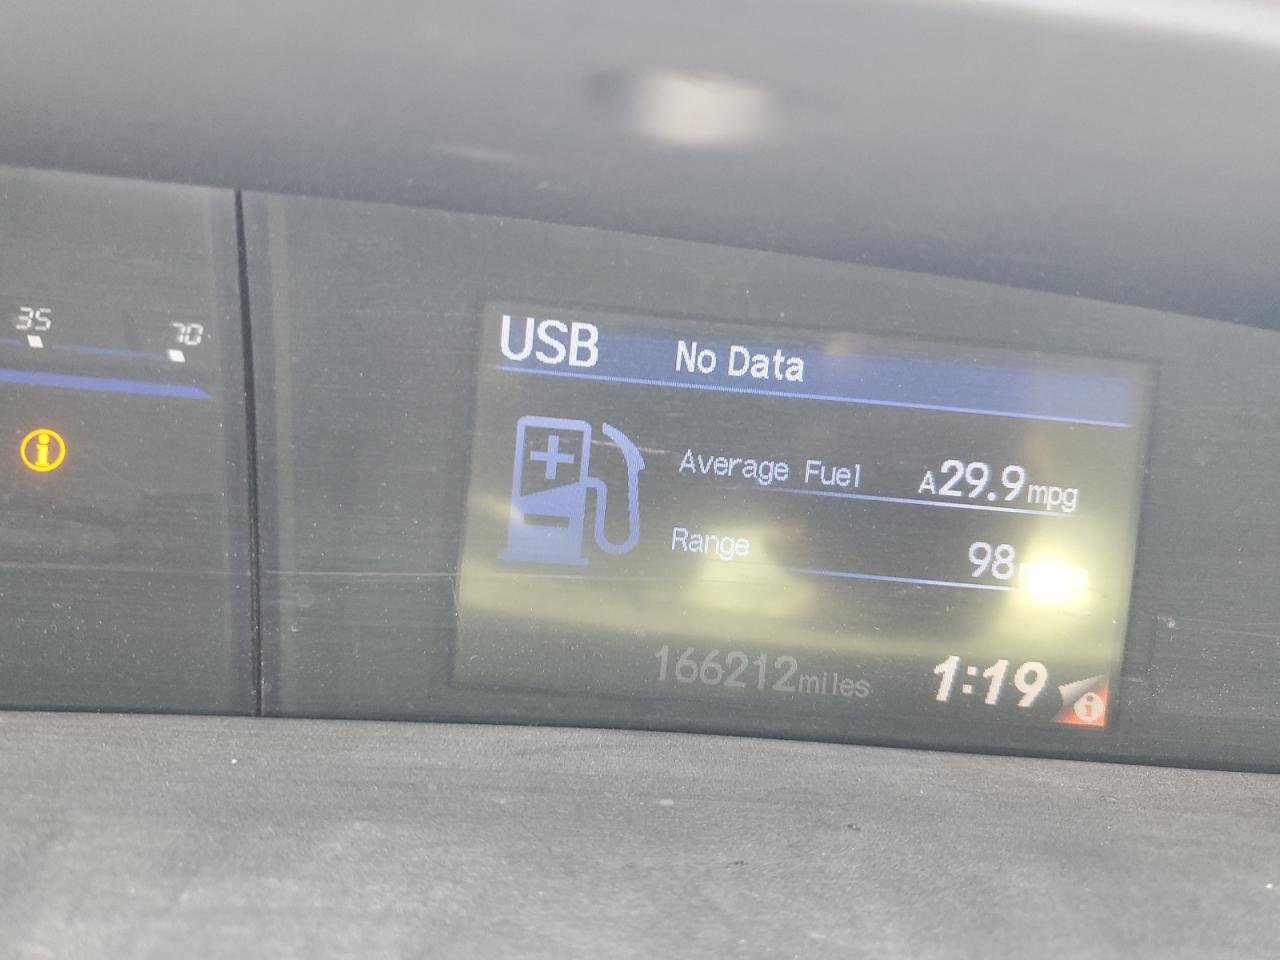 35 70
USB No Data
Average Fuel A29.9mpg
Range 98
166212miles 1:19